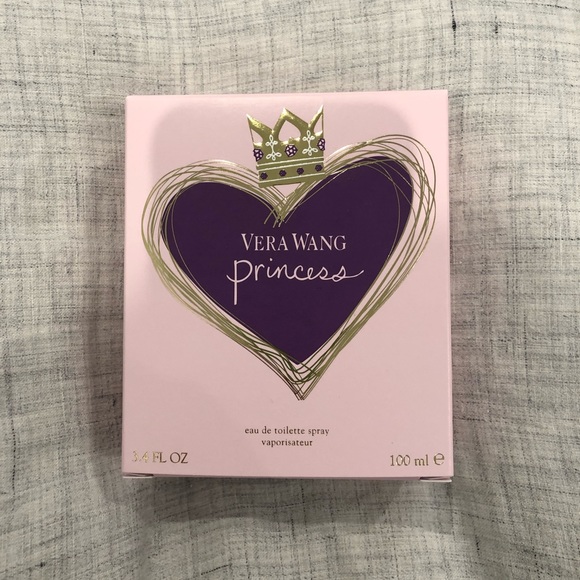 VERA WANG
princess
eau de toilette spray
vaporisateur
3.4 FL OZ 100 ml ℮